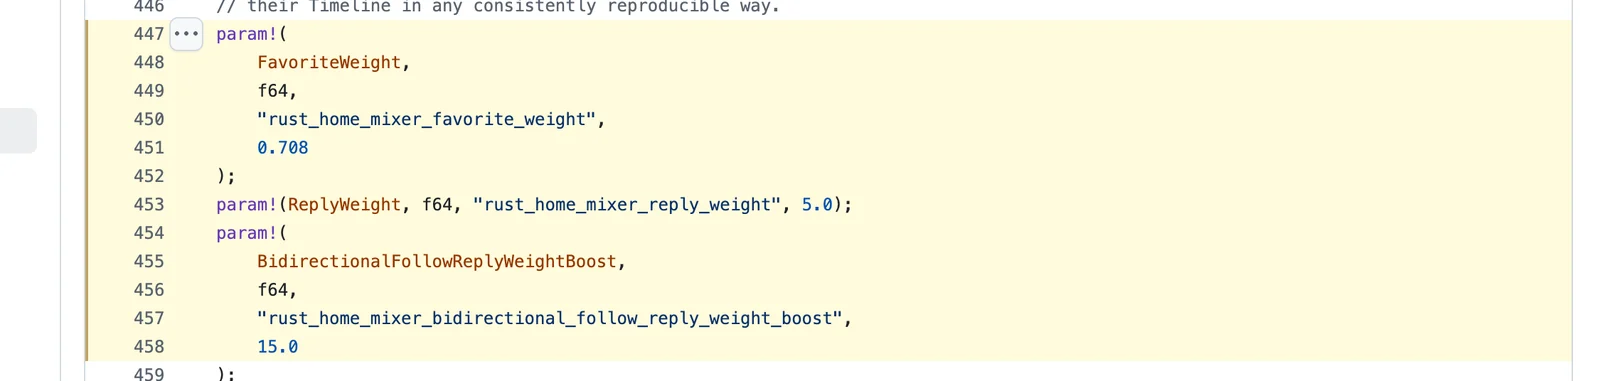 446 // their Timeline in any consistently reproducible way.
447 ••• param!(
448 FavoriteWeight,
449 f64,
450 "rust_home_mixer_favorite_weight",
451 0.708
452 );
453 param!(ReplyWeight, f64, "rust_home_mixer_reply_weight", 5.0);
454 param!(
455 BidirectionalFollowReplyWeightBoost,
456 f64,
457 "rust_home_mixer_bidirectional_follow_reply_weight_boost",
458 15.0
459 );